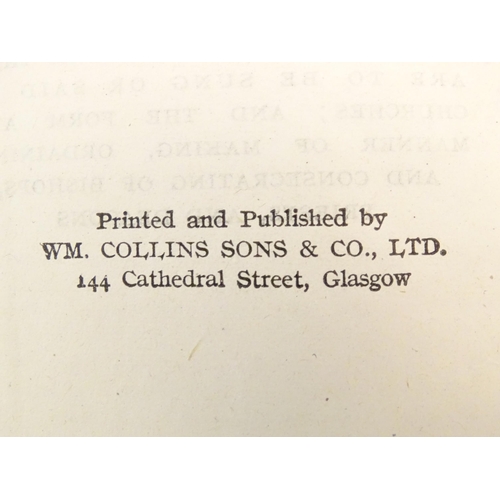 Printed and Published by
WM. COLLINS SONS & CO., LTD.
144 Cathedral Street, Glasgow